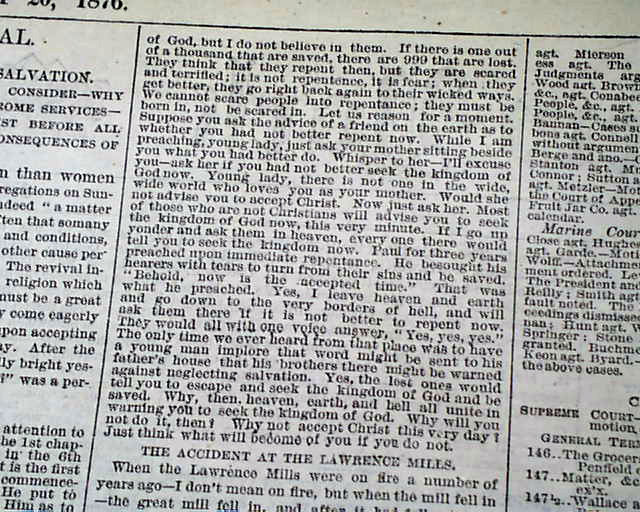 20, 1876.
AL.
SALVATION.
CONSIDER—WHY
ROME SERVICES—
ST BEFORE ALL
ONSEQUENCES OF
n than women
regations on Sun-
ndeed "a matter
ften that somany
and conditions,
other cause per-
The revival in-
religion which
must be a great
y come eagerly
upon accepting
ay. After the
lly bright yes-
was a per-
attention to
he 1st chap-
in the 6th
t is the first
commence-
He put to
Him as to
of God, but I do not believe in them. If there is one out
of a thousand that are saved, there are 999 that are lost.
They think that they repent then, but they are scared
and terrified; it is not repentence, it is fear; when they
get better, they go right back again to their wicked ways.
We cannot scare people into repentance; they must be
born in, not be scared in. Let us reason for a moment.
Suppose you ask the advice of a friend on the earth as to
whether you had not better repent now. While I am
preaching, young lady, just ask your mother sitting beside
you what you had better do. Whisper to her—I'll excuse
you—ask her if you had not better seek the kingdom of
God now. Young lady, there is not one in the wide,
wide world who loves you as your mother. Would she
not advise you to accept Christ? Now just ask her. Most
of those who are not Christians will advise you to seek
the kingdom of God now, this very minute. If I go up
yonder and ask them in heaven, every one there would
tell you to seek the kingdom now. Paul for three years
preached upon immediate repentance. He besought his
hearers with tears to turn from their sins and be saved.
"Behold, now is the accepted time." That was
what he preached. Yes, I leave heaven and earth
and go down to the very borders of hell, and will
ask them there if it is not better to repent now.
They would all with one voice answer, "Yes, yes, yes."
The only time we ever heard from that place was to have
a young man implore that word might be sent to his
father's house that his brothers there might be warned
against neglecting salvation. Yes, the lost ones would
tell you to escape and seek the kingdom of God and be
saved. Why, then, heaven, earth, and hell all unite in
warning you to seek the kingdom of God. Why will you
not do it, then? Why not accept Christ this very day?
Just think what will become of you if you do not.
THE ACCIDENT AT THE LAWRENCE MILLS.
When the Lawrence Mills were on fire a number of
years ago—I don't mean on fire, but when the mill fell in
—the great mill fell in, and after it had
agt. Mierson
ess agt. The
Judgments
Wood agt. Brown
&c., agt. Conab
People, &c., agt.
People, &c., agt.
Bauman—Cases
bons agt. Connell
without argumen
Berge and ano.—
Stanton agt.
Connor; Sutton
agt. Metzler—Mo
the Court of App
Fruit Jar Co. agt.
calendar.
Marine Cour
Close agt. Hughe
agt. Garde.—Moti
Wohl.—Attachme
ment ordered.
The President and
Reilly; Sunil agt.
fault noted. The
ceedings dismisse
nan; Hunt agt.
Springer: Stone
granted. Buchn
Keon agt. Byard.—
the above cases.
SUPREME COURT—
motion
GENERAL TER
146..The Grocer
Penfield
147..Matter, &c
ex'x.
147½..Wallace